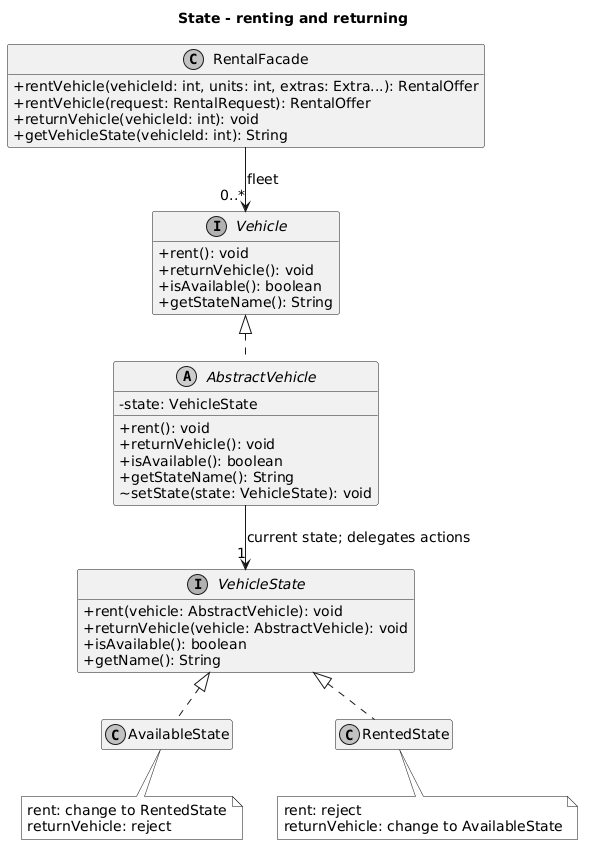 State - renting and returning
C RentalFacade
+rentVehicle(vehicleId: int, units: int, extras: Extra...): RentalOffer
+rentVehicle(request: RentalRequest): RentalOffer
+returnVehicle(vehicleId: int): void
+getVehicleState(vehicleId: int): String
fleet
0..*
I Vehicle
+rent(): void
+returnVehicle(): void
+isAvailable(): boolean
+getStateName(): String
A AbstractVehicle
-state: VehicleState
+rent(): void
+returnVehicle(): void
+isAvailable(): boolean
+getStateName(): String
~setState(state: VehicleState): void
current state; delegates actions
1
I VehicleState
+rent(vehicle: AbstractVehicle): void
+returnVehicle(vehicle: AbstractVehicle): void
+isAvailable(): boolean
+getName(): String
C AvailableState
C RentedState
rent: change to RentedState
returnVehicle: reject
rent: reject
returnVehicle: change to AvailableState